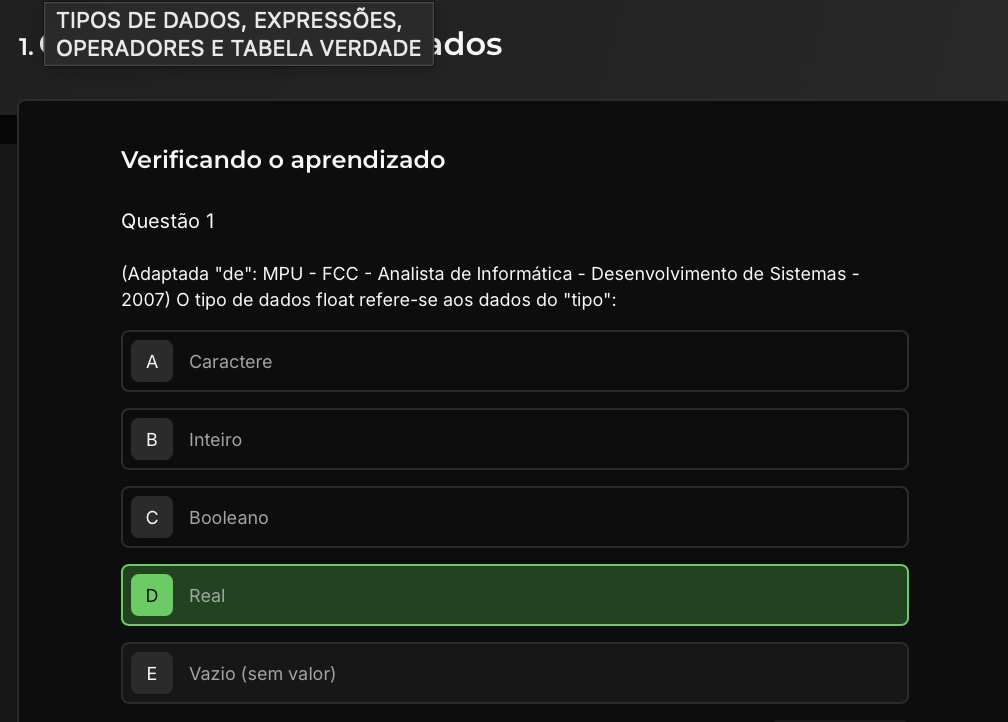 TIPOS DE DADOS, EXPRESSÕES,
OPERADORES E TABELA VERDADE
1.
Verificando o aprendizado
Questão 1
(Adaptada "de": MPU - FCC - Analista de Informática - Desenvolvimento de Sistemas -
2007) O tipo de dados float refere-se aos dados do "tipo":
A Caractere
B Inteiro
C Booleano
D Real
E Vazio (sem valor)